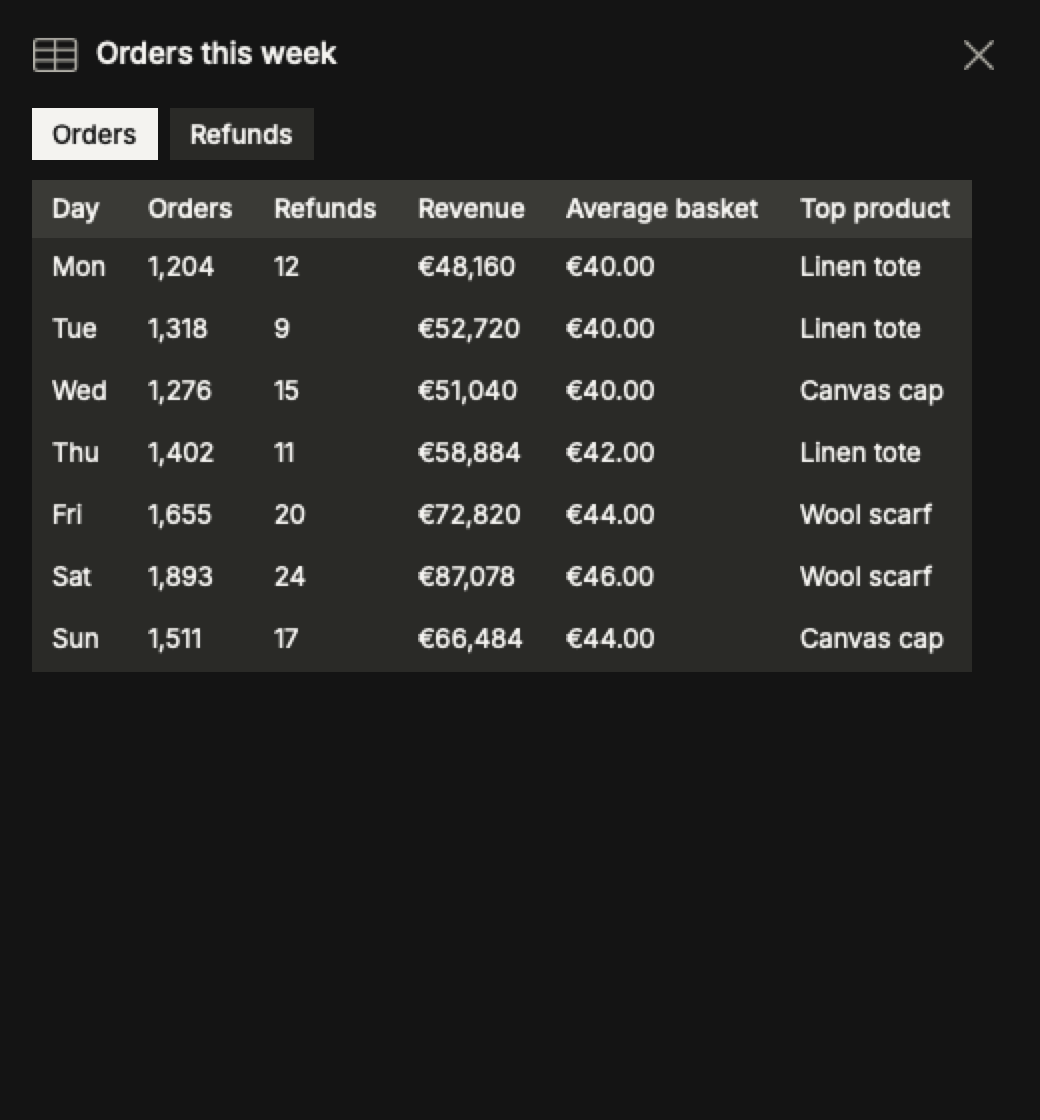 Orders this week
Orders Refunds
Day Orders Refunds Revenue Average basket Top product
Mon 1,204 12 €48,160 €40.00 Linen tote
Tue 1,318 9 €52,720 €40.00 Linen tote
Wed 1,276 15 €51,040 €40.00 Canvas cap
Thu 1,402 11 €58,884 €42.00 Linen tote
Fri 1,655 20 €72,820 €44.00 Wool scarf
Sat 1,893 24 €87,078 €46.00 Wool scarf
Sun 1,511 17 €66,484 €44.00 Canvas cap